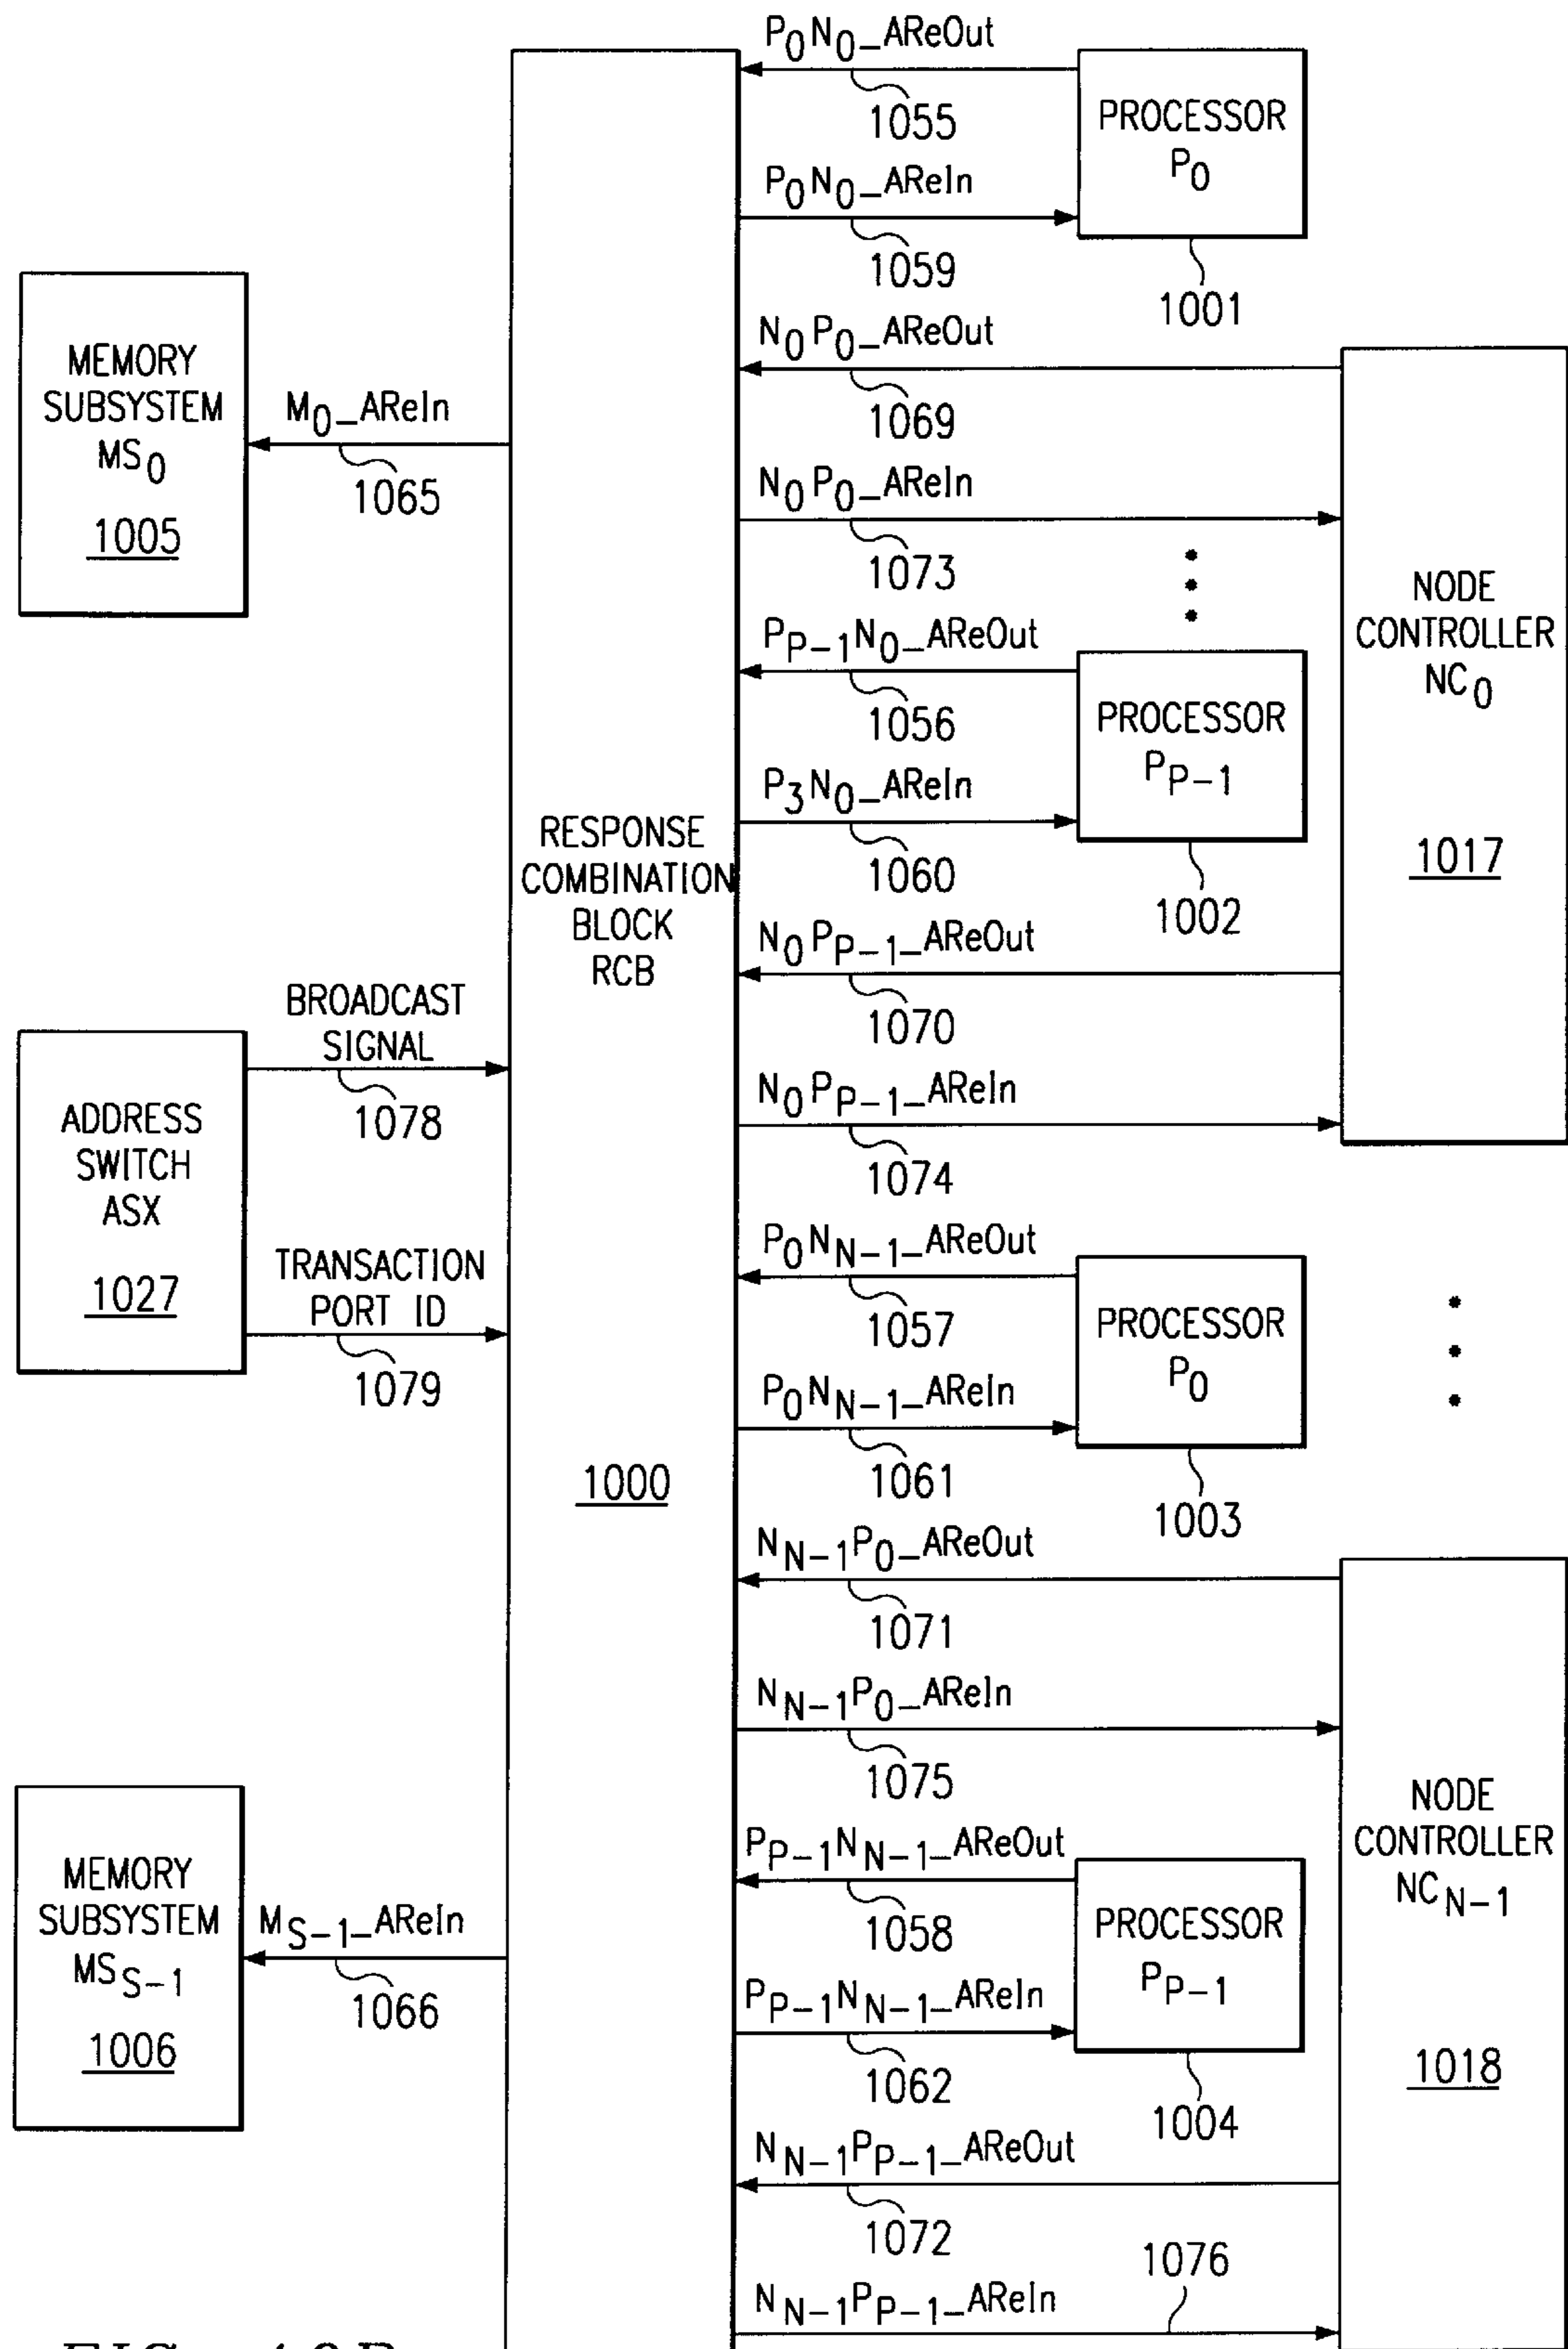 P0N0_AReOut
1055
PROCESSOR
P0
P0N0_AReIn
1059
1001
MEMORY
SUBSYSTEM
MS0
1005
M0_AReIn
1065
N0P0_AReOut
1069
N0P0_AReIn
1073
NODE
CONTROLLER
NC0
1017
PP-1N0_AReOut
1056
PROCESSOR
PP-1
P3N0_AReIn
1060
1002
RESPONSE
COMBINATION
BLOCK
RCB
1000
N0PP-1_AReOut
1070
N0PP-1_AReIn
1074
BROADCAST
SIGNAL
1078
ADDRESS
SWITCH
ASX
1027
TRANSACTION
PORT ID
1079
P0NN-1_AReOut
1057
PROCESSOR
P0
P0NN-1_AReIn
1061
1003
NN-1P0_AReOut
1071
NN-1P0_AReIn
1075
NODE
CONTROLLER
NCN-1
1018
MEMORY
SUBSYSTEM
MSS-1
1006
MS-1_AReIn
1066
PP-1NN-1_AReOut
1058
PROCESSOR
PP-1
PP-1NN-1_AReIn
1062
1004
NN-1PP-1_AReOut
1072
1076
NN-1PP-1_AReIn